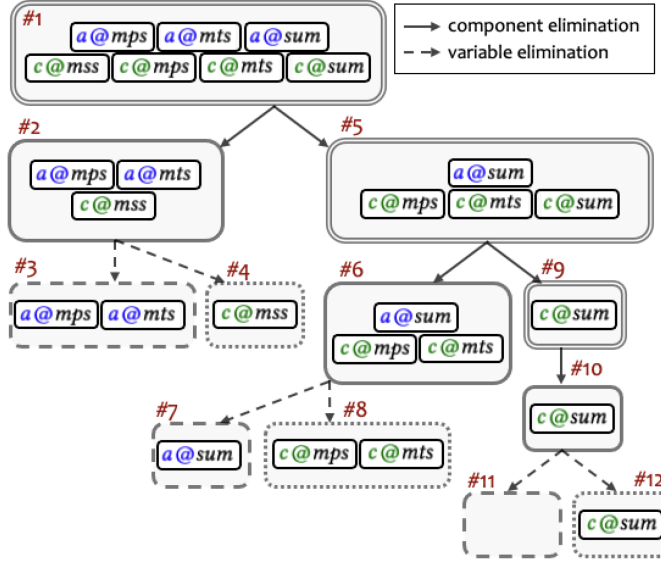 #1
a@mps a@mts a@sum
c@mss c@mps c@mts c@sum
component elimination
variable elimination
#2
a@mps a@mts
c@mss
#5
a@sum
c@mps c@mts c@sum
#3
a@mps a@mts
#4
c@mss
#6
a@sum
c@mps c@mts
#9
c@sum
#10
c@sum
#7
a@sum
#8
c@mps c@mts
#11
#12
c@sum